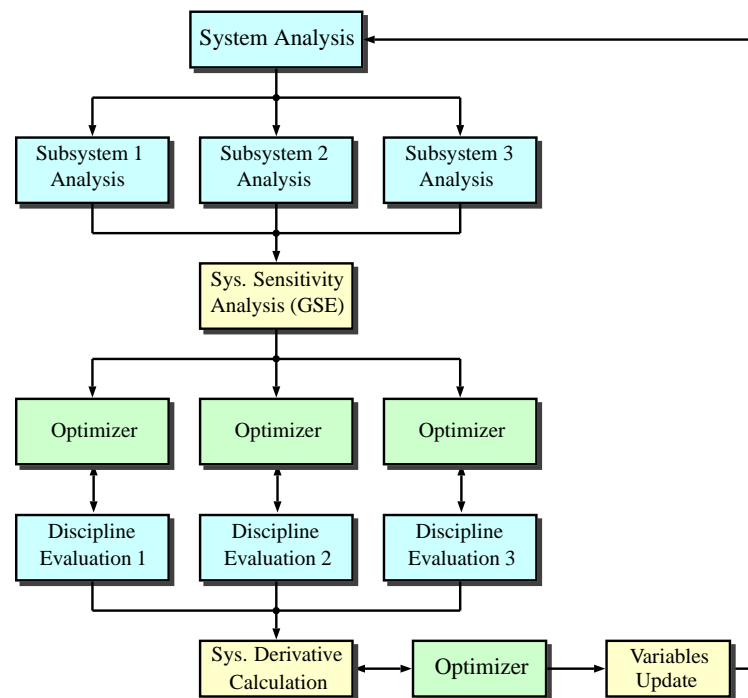 System Analysis
Subsystem 1
Analysis
Subsystem 2
Analysis
Subsystem 3
Analysis
Sys. Sensitivity
Analysis (GSE)
Optimizer
Optimizer
Optimizer
Discipline
Evaluation 1
Discipline
Evaluation 2
Discipline
Evaluation 3
Sys. Derivative
Calculation
Optimizer
Variables
Update